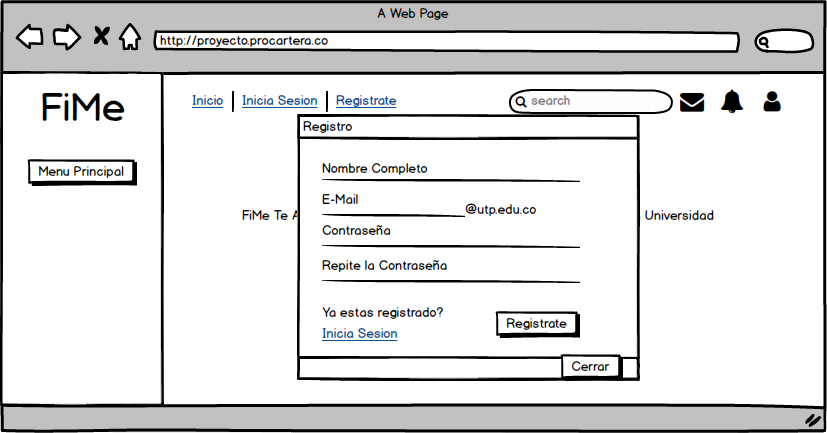 A Web Page
http://proyecto.procartera.co
FiMe
Inicio Inicia Sesion Registrate search
Registro
Menu Principal
Nombre Completo
E-Mail
@utp.edu.co
FiMe Te Universidad
Contraseña
Repite la Contraseña
Ya estas registrado?
Inicia Sesion
Registrate
Cerrar